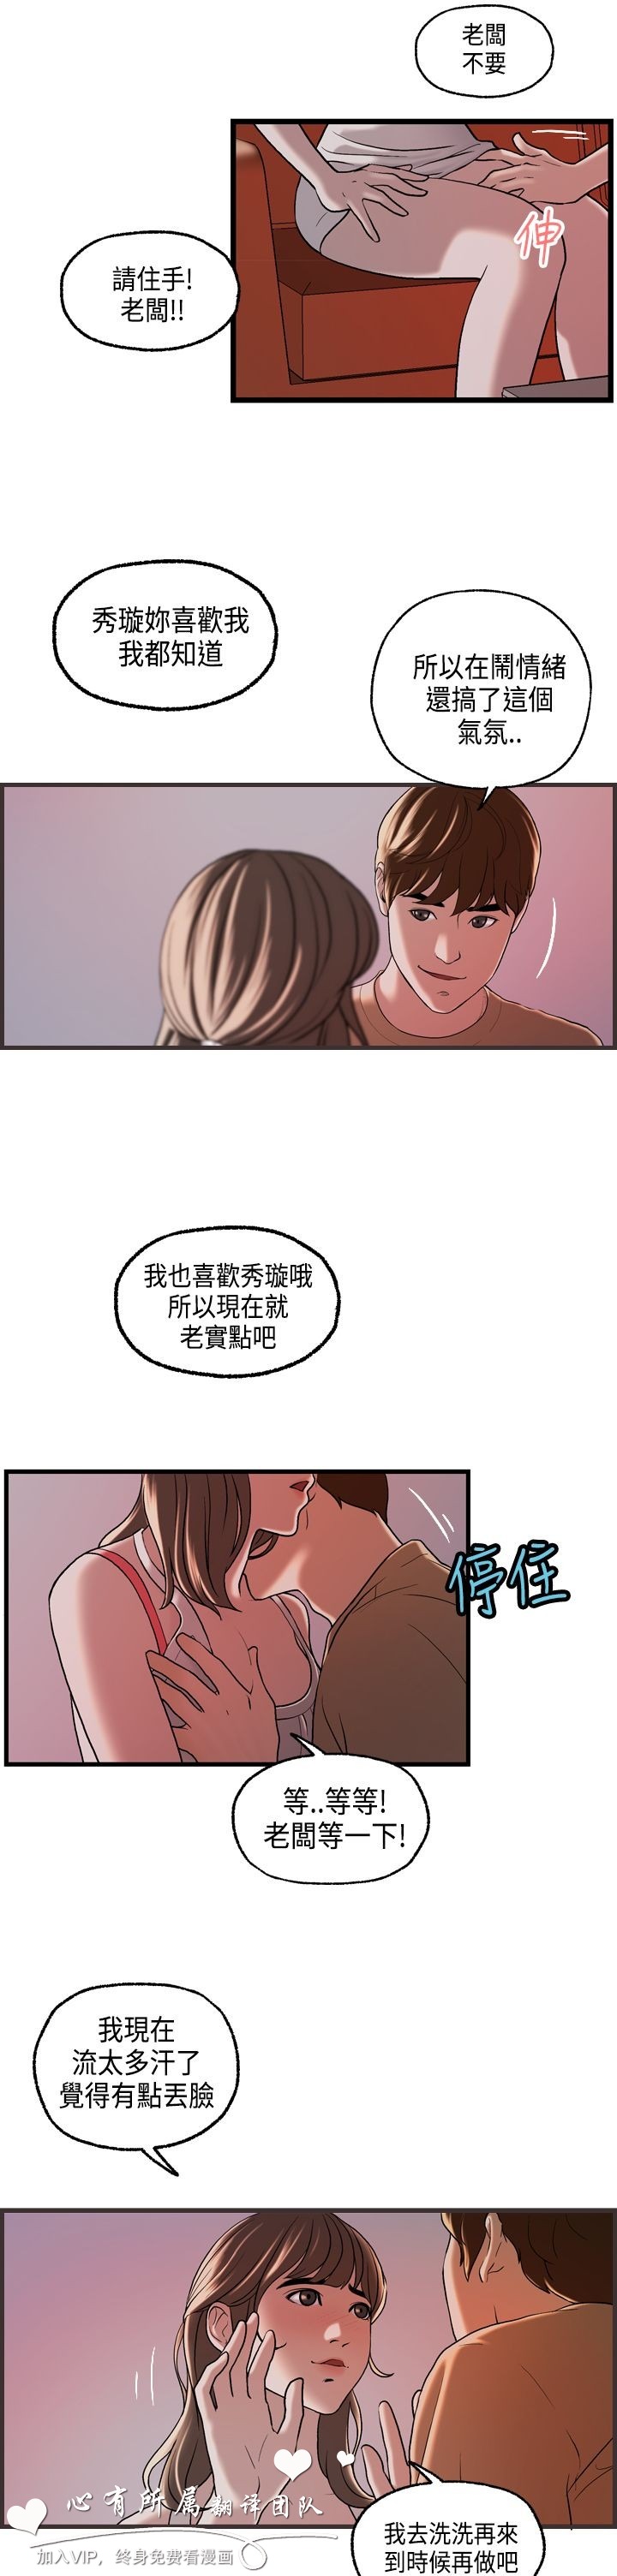 老闆
不要
伸
請住手!
老闆!!
秀璇妳喜歡我
我都知道
所以在鬧情緒
還搞了這個
氣氛..
我也喜歡秀璇哦
所以現在就
老實點吧
停住
等..等等!
老闆等一下!
我現在
流太多汗了
覺得有點丟臉
心有所属翻译团队
加入VIP，终身免费看漫画
我去洗洗再來
到時候再做吧